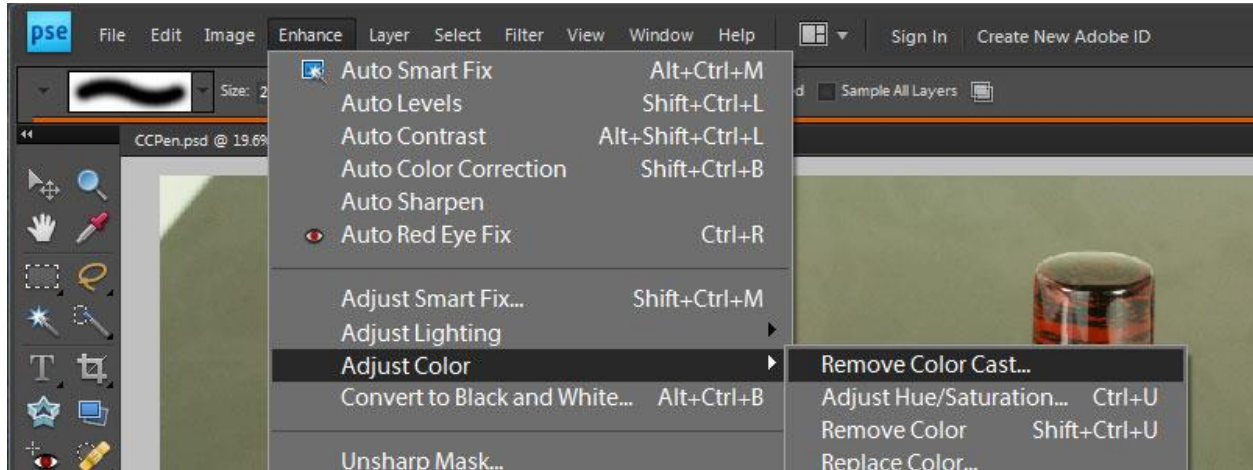 pse File Edit Image Enhance Layer Select Filter View Window Help Sign In Create New Adobe ID
Size: 2 d Sample All Layers
CCPen.psd @ 19.6%
Auto Smart Fix Alt+Ctrl+M
Auto Levels Shift+Ctrl+L
Auto Contrast Alt+Shift+Ctrl+L
Auto Color Correction Shift+Ctrl+B
Auto Sharpen
Auto Red Eye Fix Ctrl+R
Adjust Smart Fix... Shift+Ctrl+M
Adjust Lighting
Adjust Color
Convert to Black and White... Alt+Ctrl+B
Unsharp Mask...
Remove Color Cast...
Adjust Hue/Saturation... Ctrl+U
Remove Color Shift+Ctrl+U
Replace Color...